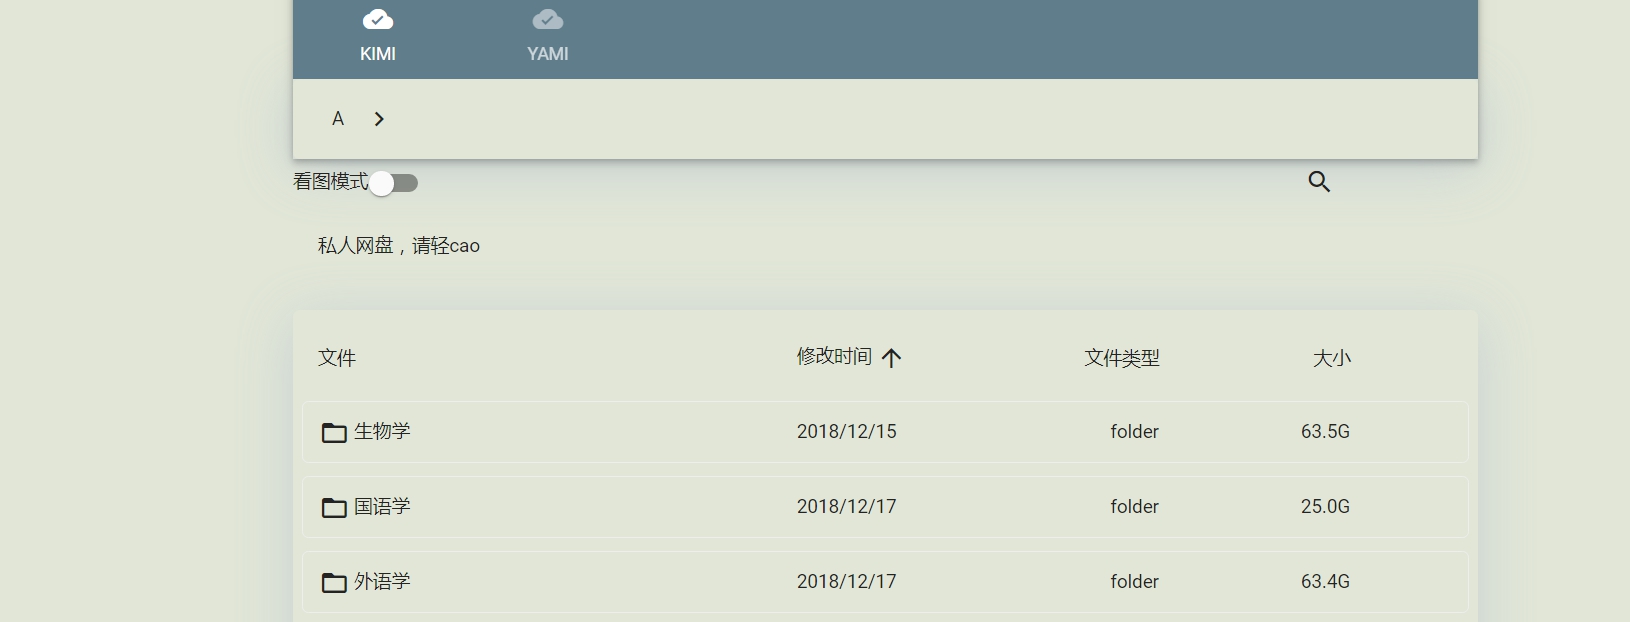 KIMI YAMI
A
看图模式
私人网盘，请轻cao
文件 修改时间 文件类型 大小
生物学 2018/12/15 folder 63.5G
国语学 2018/12/17 folder 25.0G
外语学 2018/12/17 folder 63.4G